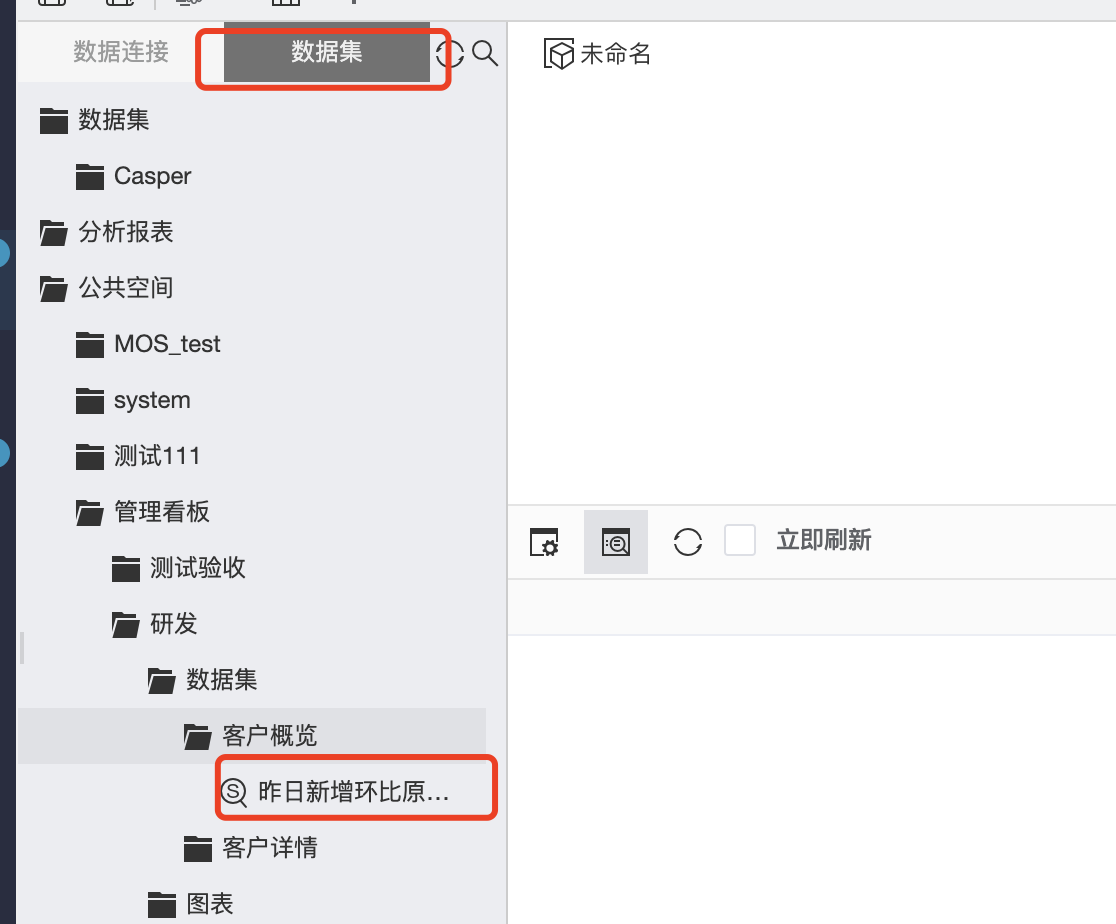 数据连接
数据集
未命名
数据集
Casper
分析报表
公共空间
MOS_test
system
测试111
管理看板
立即刷新
测试验收
研发
数据集
客户概览
昨日新增环比原...
客户详情
图表